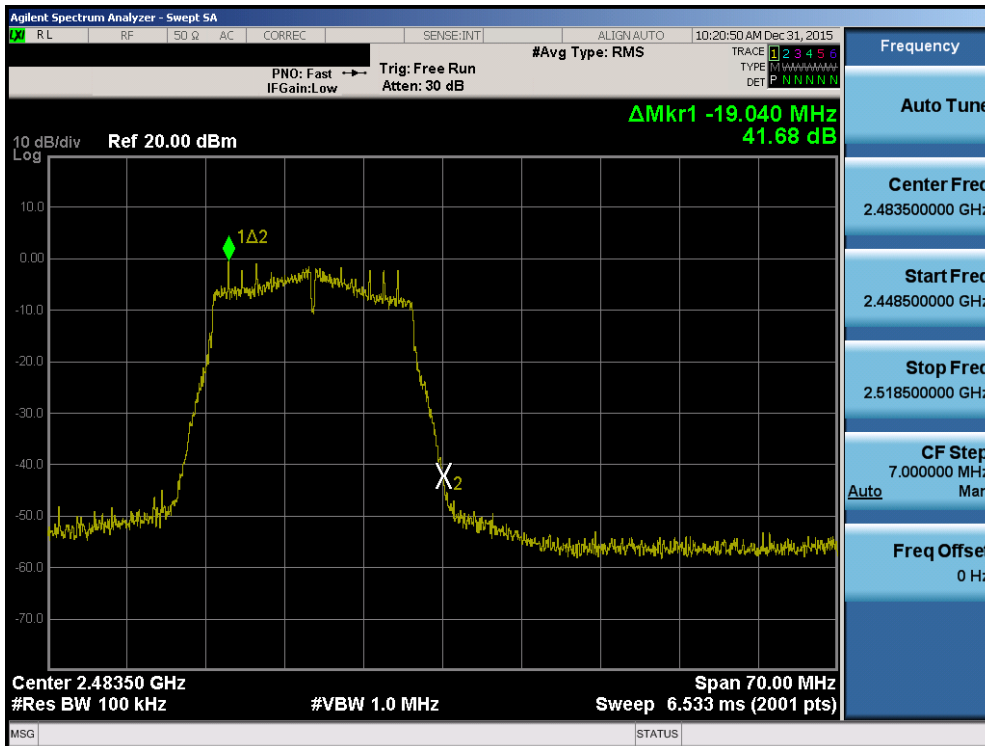 Agilent Spectrum Analyzer - Swept SA
LXI RL RF 50 Ω AC CORREC SENSE:INT ALIGN AUTO 10:20:50 AM Dec 31, 2015
#Avg Type: RMS
TRACE 1 2 3 4 5 6
PNO: Fast Trig: Free Run
TYPE M WWWWW
IFGain:Low Atten: 30 dB
DET P N N N N N
ΔMkr1 -19.040 MHz
41.68 dB
10 dB/div Ref 20.00 dBm
Log
10.0
1Δ2
0.00
-10.0
-20.0
-30.0
-40.0
2
-50.0
-60.0
-70.0
Center 2.48350 GHz Span 70.00 MHz
#Res BW 100 kHz #VBW 1.0 MHz Sweep 6.533 ms (2001 pts)
MSG STATUS
Frequency
Auto Tune
Center Freq
2.483500000 GHz
Start Freq
2.448500000 GHz
Stop Freq
2.518500000 GHz
CF Step
7.000000 MHz
Auto Man
Freq Offset
0 Hz